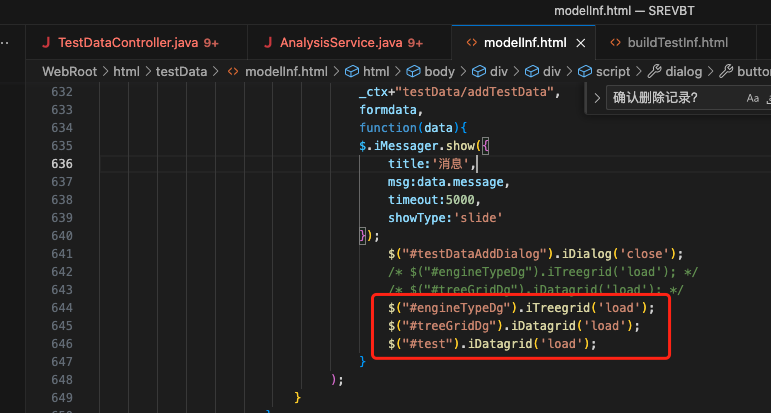 modelInf.html — SREVBT
TestDataController.java 9+
AnalysisService.java 9+
modelInf.html
buildTestInf.html
WebRoot > html > testData > modelInf.html > html > body > div > div > script > dialog > button
确认删除记录? Aa
632 _ctx+"testData/addTestData",
633 formdata,
634 function(data){
635 $.iMessager.show({
636 title:'消息',
637 msg:data.message,
638 timeout:5000,
639 showType:'slide'
640 });
641 $("#testDataAddDialog").iDialog('close');
642 /* $("#engineTypeDg").iTreegrid('load'); */
643 /* $("#treeGridDg").iDatagrid('load'); */
644 $("#engineTypeDg").iTreegrid('load');
645 $("#treeGridDg").iDatagrid('load');
646 $("#test").iDatagrid('load');
647 }
648 );
649 }